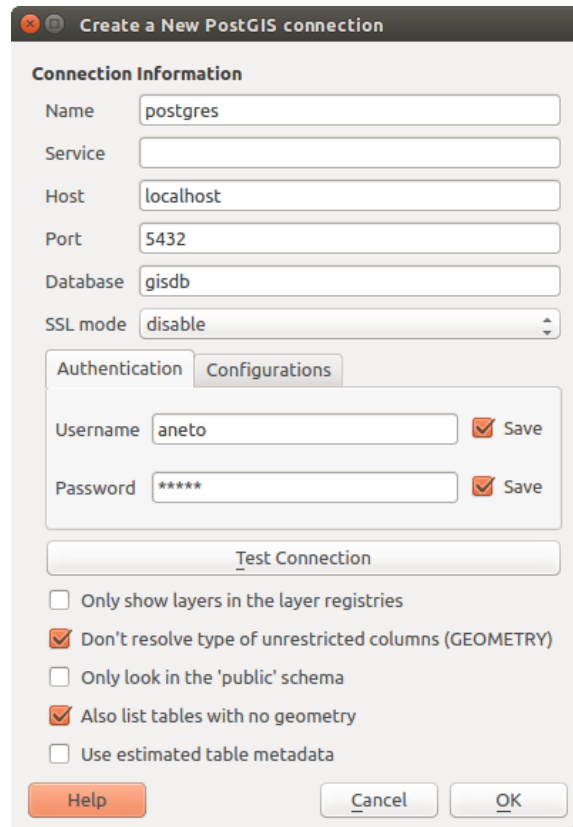 Create a New PostGIS connection
Connection Information
Name postgres
Service
Host localhost
Port 5432
Database gisdb
SSL mode disable
Authentication Configurations
Username aneto Save
Password ***** Save
Test Connection
Only show layers in the layer registries
Don't resolve type of unrestricted columns (GEOMETRY)
Only look in the 'public' schema
Also list tables with no geometry
Use estimated table metadata
Help Cancel OK